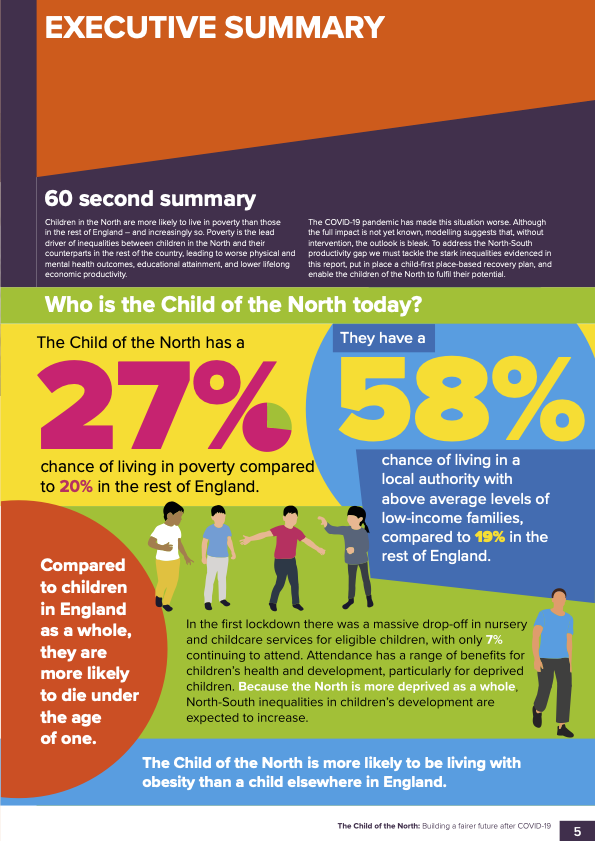 EXECUTIVE SUMMARY
60 second summary
Children in the North are more likely to live in poverty than those
in the rest of England – and increasingly so. Poverty is the lead
driver of inequalities between children in the North and their
counterparts in the rest of the country, leading to worse physical and
mental health outcomes, educational attainment, and lower lifelong
economic productivity.
The COVID-19 pandemic has made this situation worse. Although
the full impact is not yet known, modelling suggests that, without
intervention, the outlook is bleak. To address the North-South
productivity gap we must tackle the stark inequalities evidenced in
this report, put in place a child-first place-based recovery plan, and
enable the children of the North to fulfil their potential.
Who is the Child of the North today?
The Child of the North has a
27%
chance of living in poverty compared
to 20% in the rest of England.
They have a
58%
chance of living in a
local authority with
above average levels of
low-income families,
compared to 19% in the
rest of England.
Compared
to children
in England
as a whole,
they are
more likely
to die under
the age
of one.
In the first lockdown there was a massive drop-off in nursery
and childcare services for eligible children, with only 7%
continuing to attend. Attendance has a range of benefits for
children's health and development, particularly for deprived
children. Because the North is more deprived as a whole,
North-South inequalities in children's development are
expected to increase.
The Child of the North is more likely to be living with
obesity than a child elsewhere in England.
The Child of the North: Building a fairer future after COVID-19
5